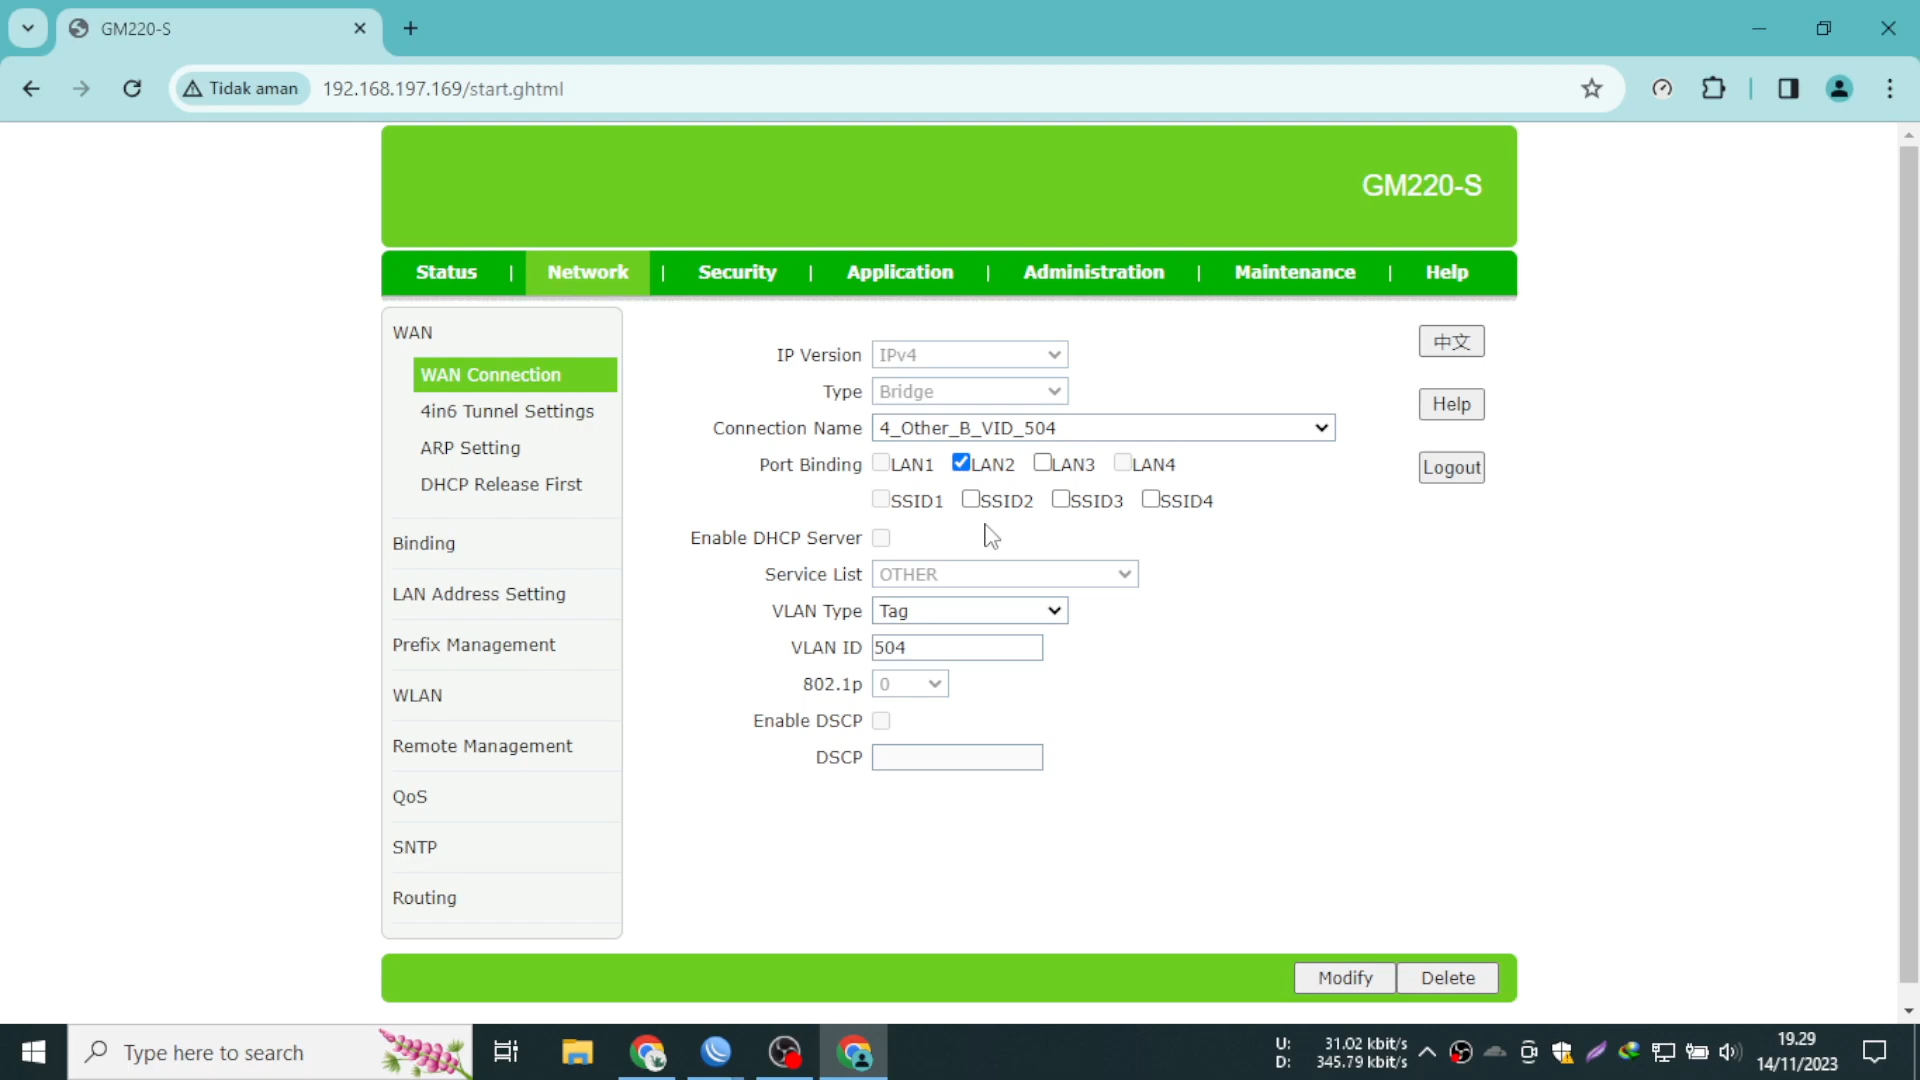 GM220-S
Tidak aman 192.168.197.169/start.ghtml
GM220-S
Status | Network | Security | Application | Administration | Maintenance | Help
WAN
WAN Connection
4in6 Tunnel Settings
ARP Setting
DHCP Release First
Binding
LAN Address Setting
Prefix Management
WLAN
Remote Management
QoS
SNTP
Routing
IP Version IPv4
Type Bridge
Connection Name 4_Other_B_VID_504
Port Binding LAN1 LAN2 LAN3 LAN4
SSID1 SSID2 SSID3 SSID4
Enable DHCP Server
Service List OTHER
VLAN Type Tag
VLAN ID 504
802.1p 0
Enable DSCP
DSCP
中文
Help
Logout
Modify Delete
Type here to search
U: 31.02 kbit/s
D: 345.79 kbit/s
19.29
14/11/2023